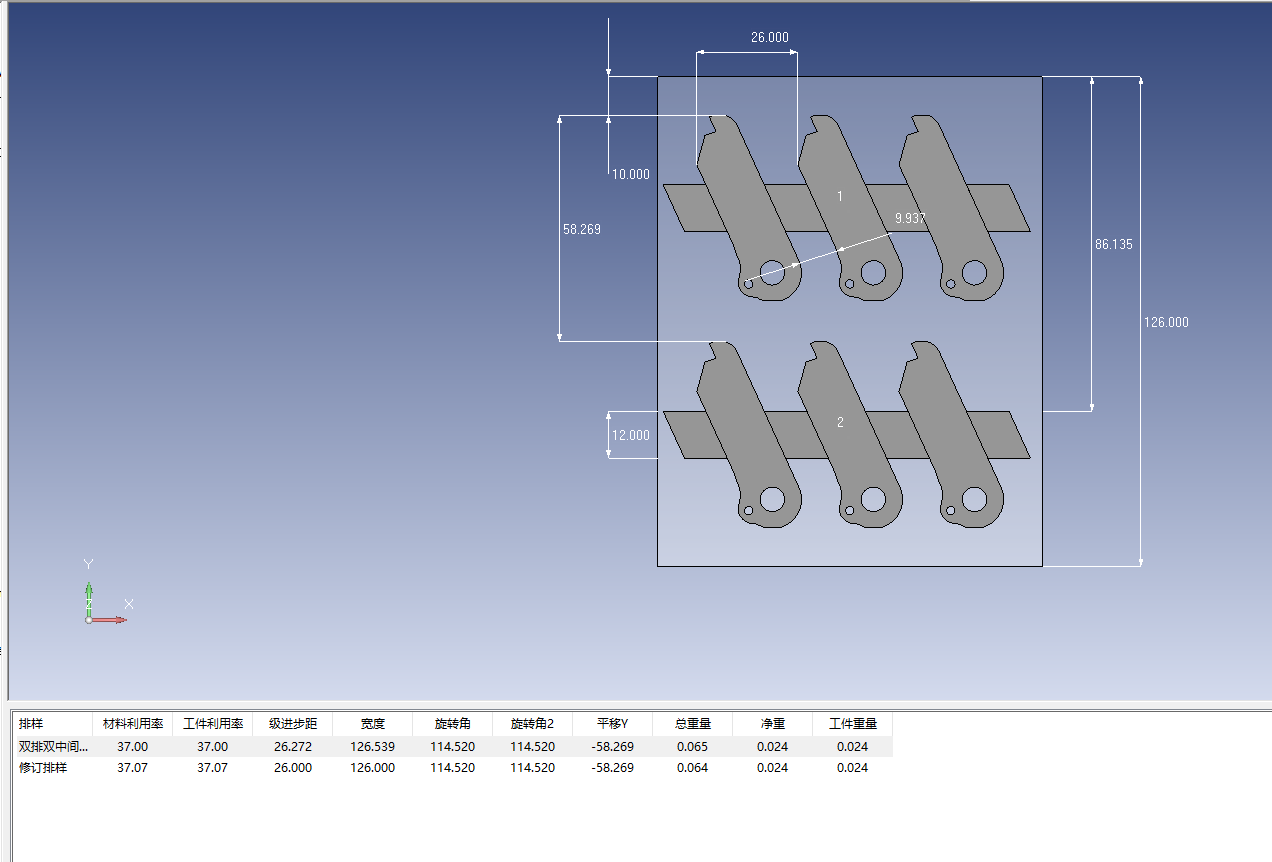 26.000
10.000
1
9.937
58.269
86.135
126.000
2
12.000
Y
Z
X
排样 材料利用率 工件利用率 级进步距 宽度 旋转角 旋转角2 平移Y 总重量 净重 工件重量
双排双中间... 37.00 37.00 26.272 126.539 114.520 114.520 -58.269 0.065 0.024 0.024
修订排样 37.07 37.07 26.000 126.000 114.520 114.520 -58.269 0.064 0.024 0.024